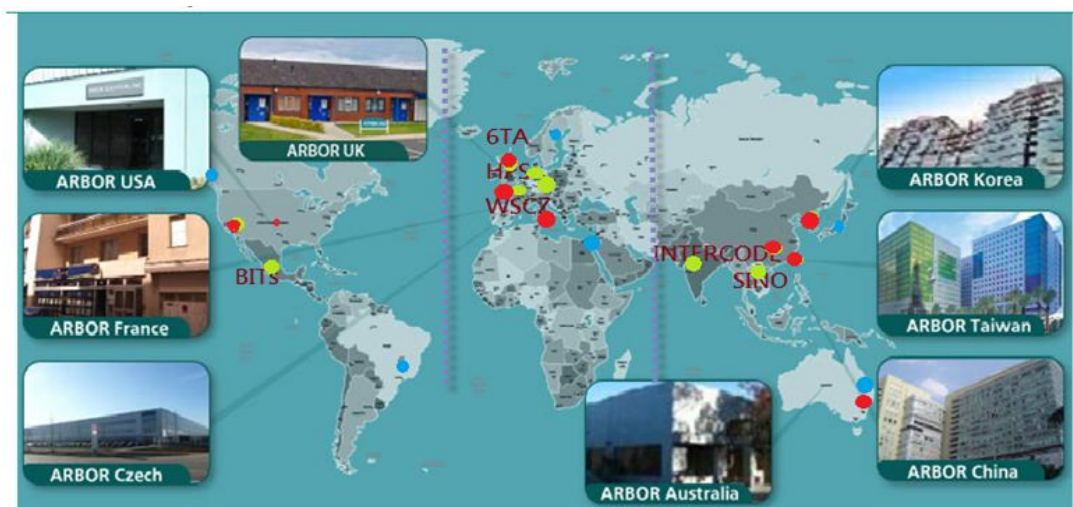 ARBOR USA
ARBOR UK
ARBOR Korea
6TA
WSCZ
ARBOR France
BITs
INTERCODE
SINO
ARBOR Taiwan
ARBOR Czech
ARBOR Australia
ARBOR China